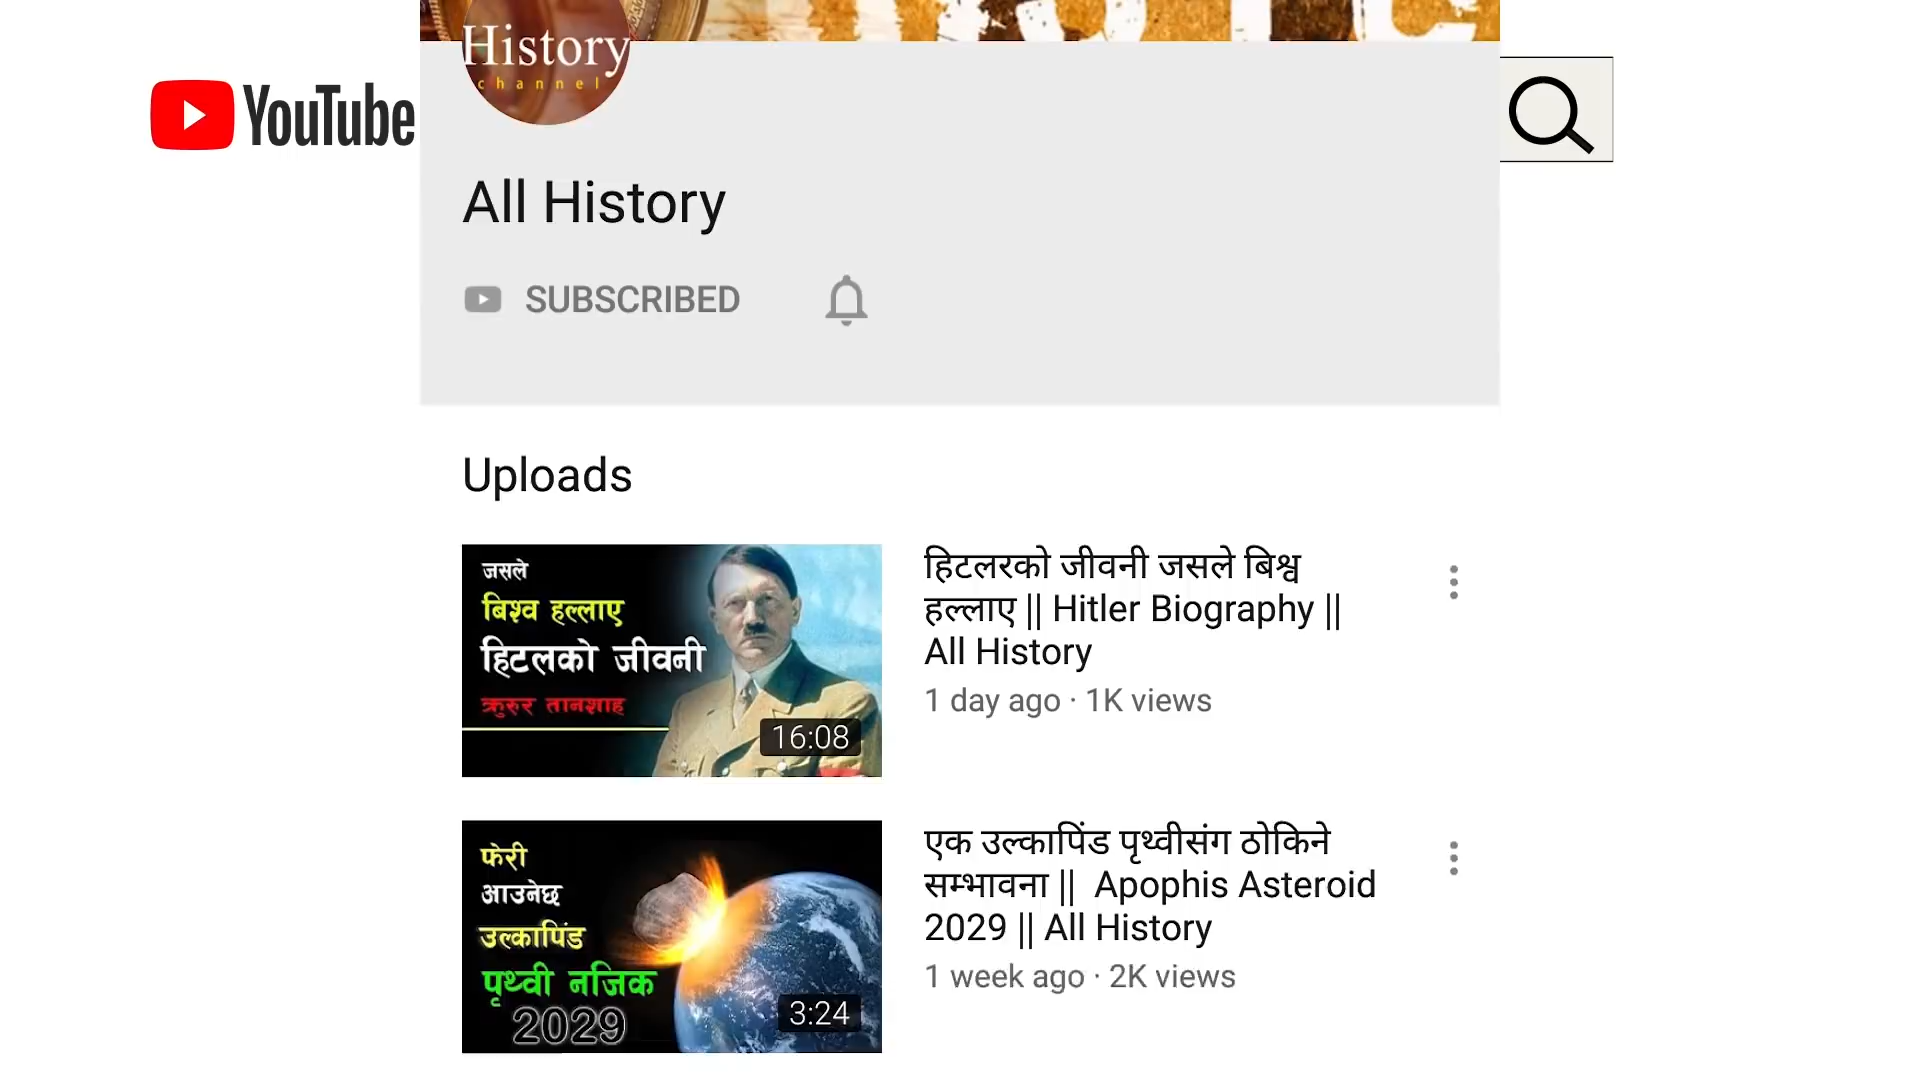 History
channel
YouTube
All History
SUBSCRIBED
Uploads
जसले
बिश्व हल्लाए
हिटलको जीवनी
क्रुरुर तानशाह
16:08
हिटलरको जीवनी जसले बिश्व
हल्लाए || Hitler Biography ||
All History
1 day ago · 1K views
फेरी
आउनेछ
उल्कापिंड
पृथ्वी नजिक
2029
3:24
एक उल्कापिंड पृथ्वीसंग ठोकिने
सम्भावना || Apophis Asteroid
2029 || All History
1 week ago · 2K views